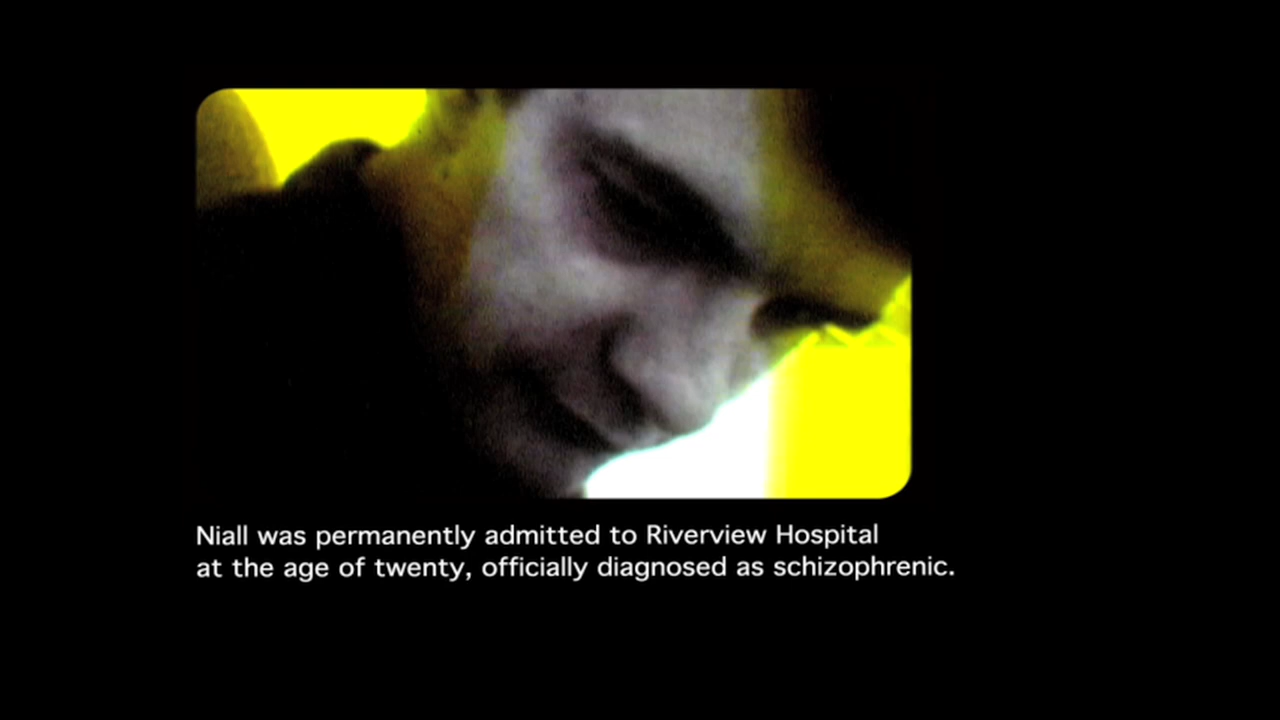 Niall was permanently admitted to Riverview Hospital
at the age of twenty, officially diagnosed as schizophrenic.